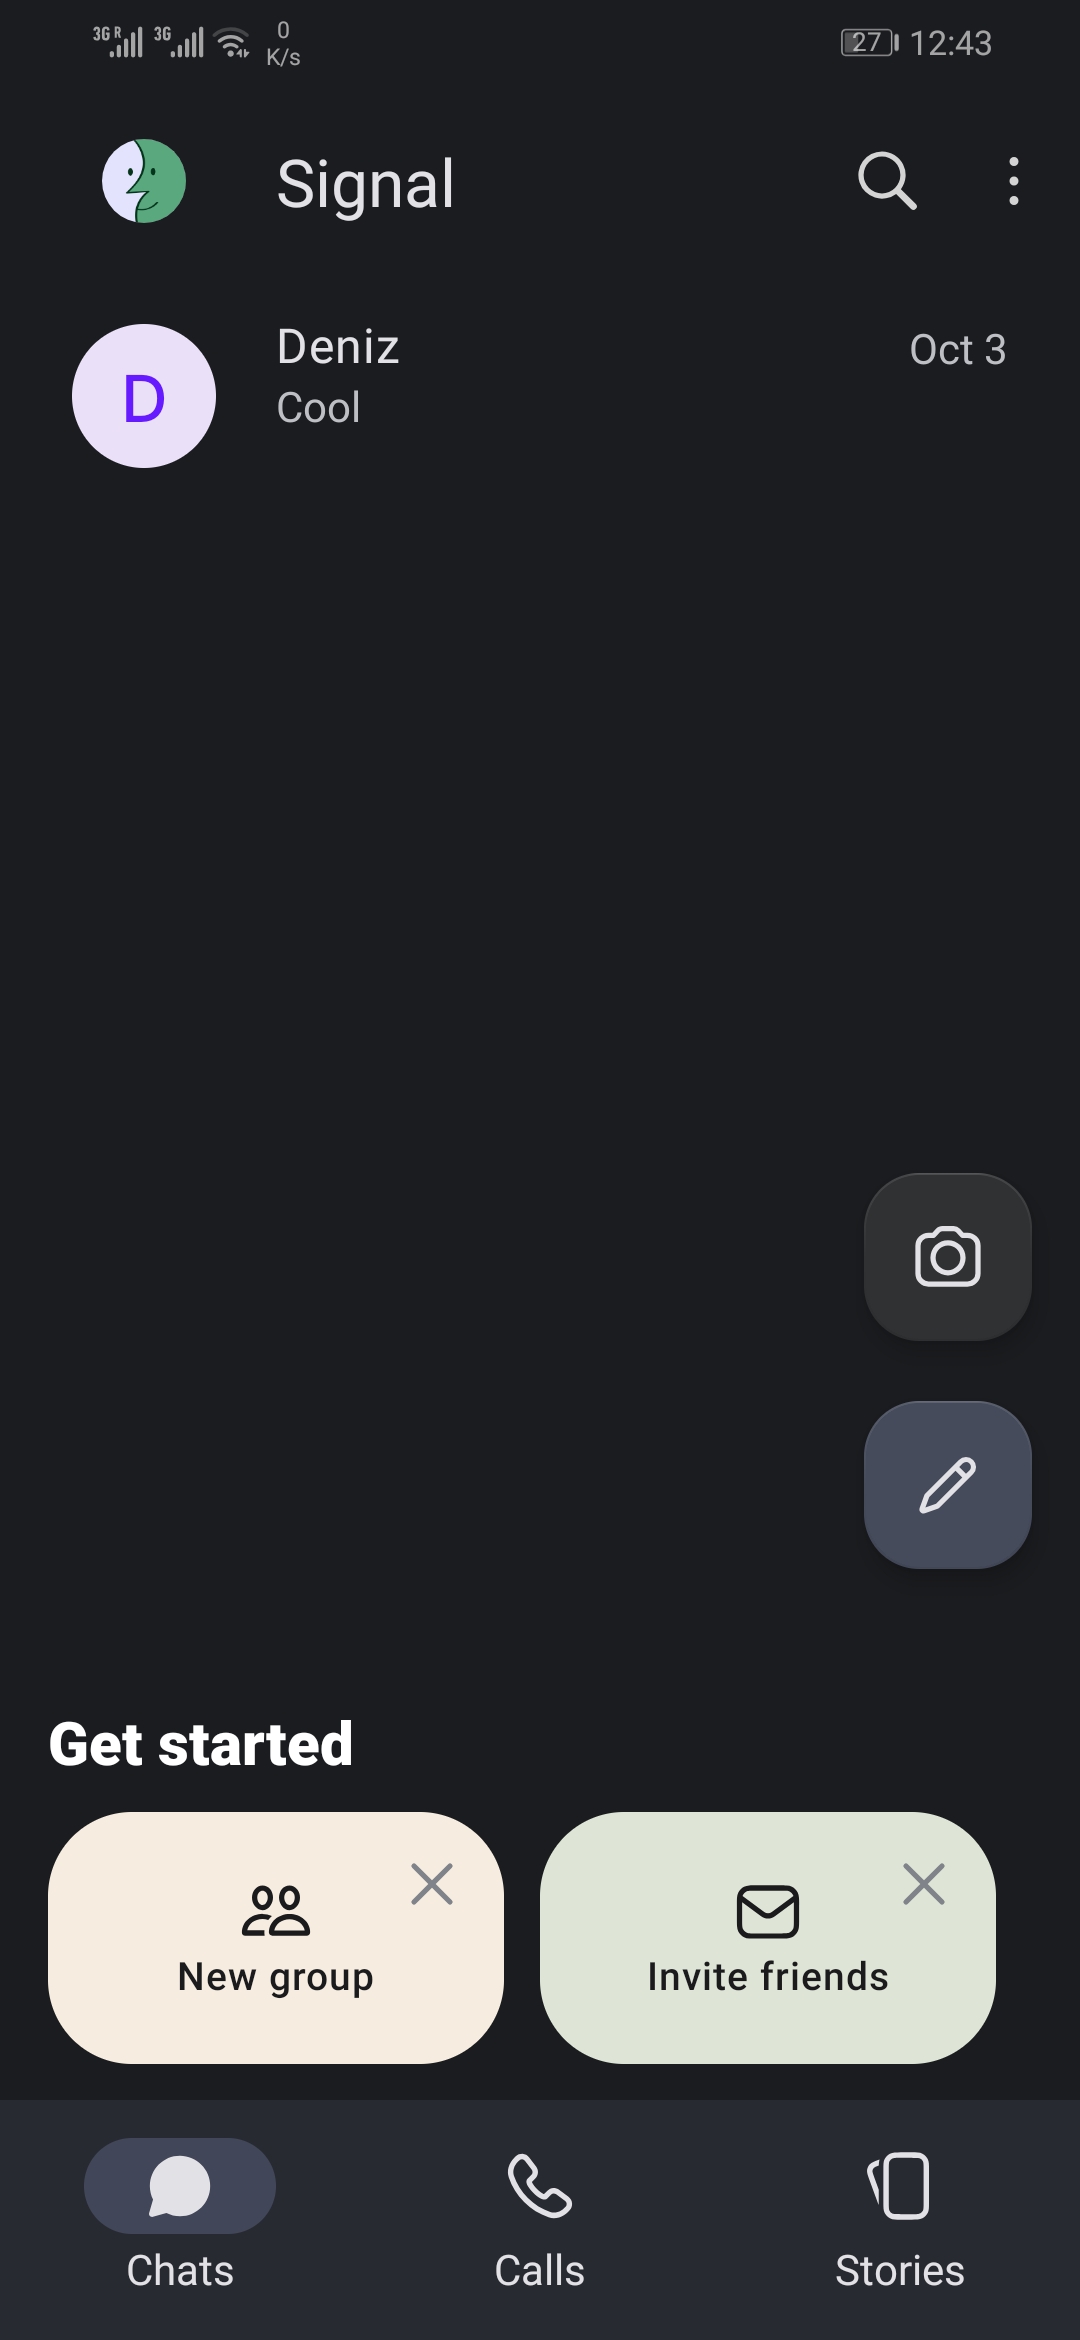 3G R 3G 0 K/s 27 12:43
Signal
Deniz Oct 3
D
Cool
Get started
New group
Invite friends
Chats
Calls
Stories